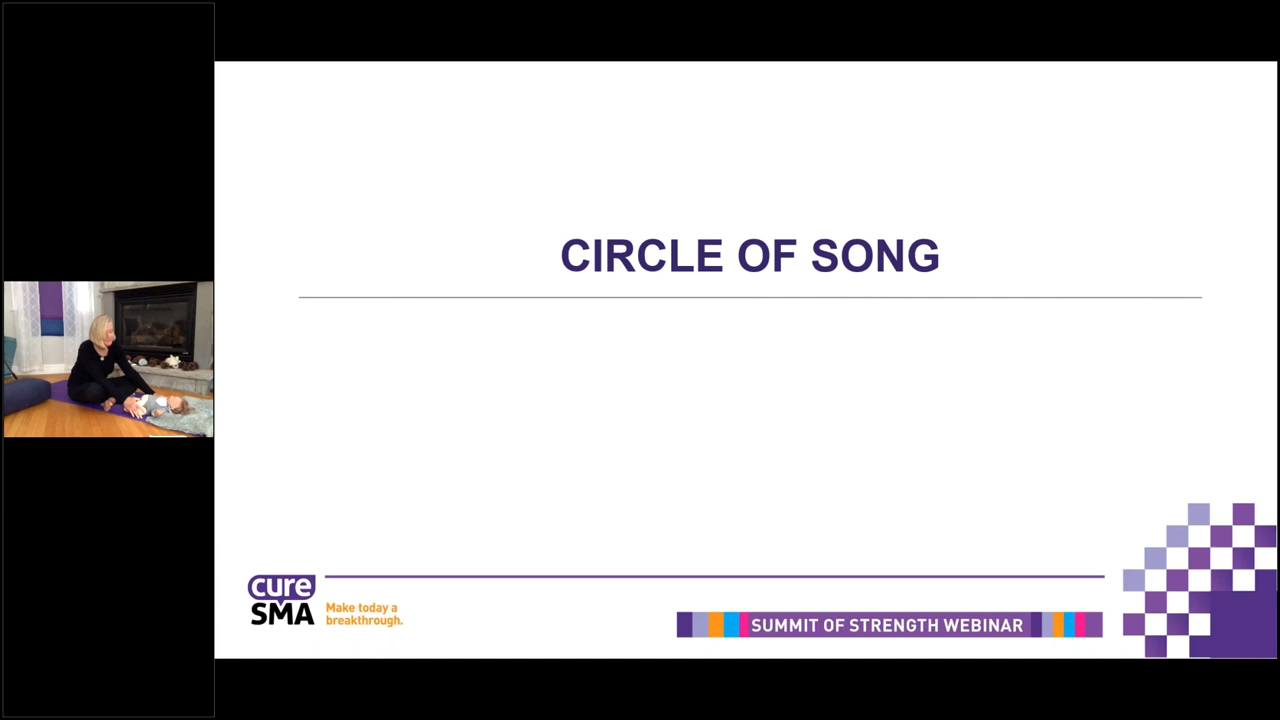 CIRCLE OF SONG
cure
SMA
Make today a
breakthrough.
SUMMIT OF STRENGTH WEBINAR